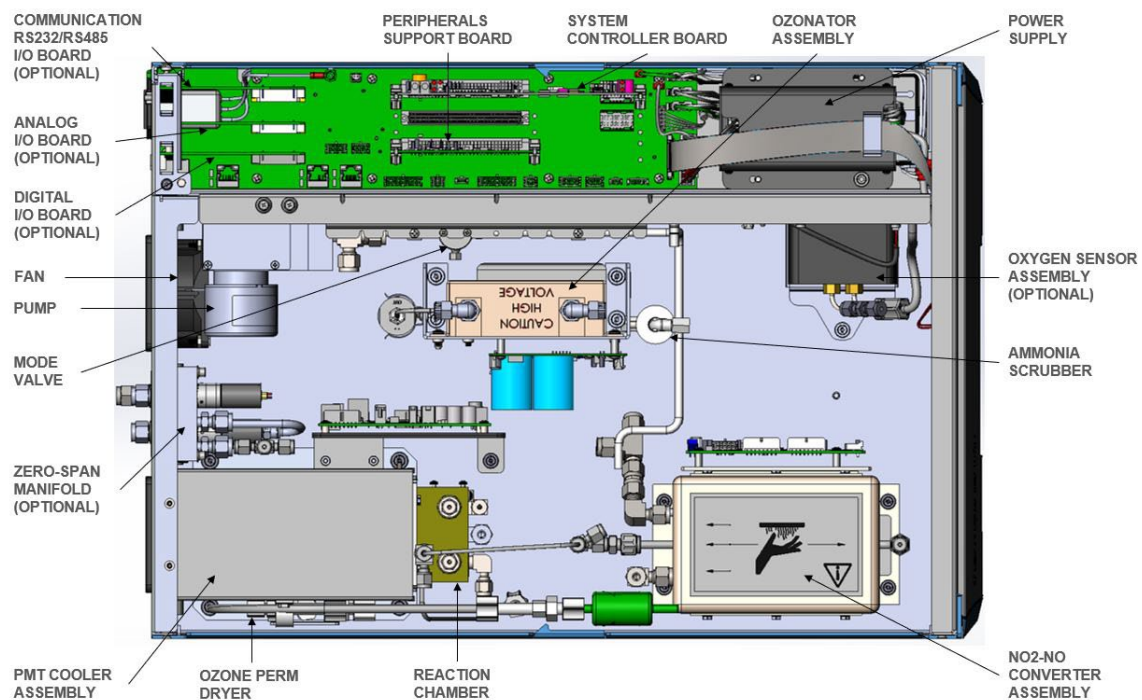 COMMUNICATION
RS232/RS485
I/O BOARD
(OPTIONAL)
PERIPHERALS
SUPPORT BOARD
SYSTEM
CONTROLLER BOARD
OZONATOR
ASSEMBLY
POWER
SUPPLY
ANALOG
I/O BOARD
(OPTIONAL)
DIGITAL
I/O BOARD
(OPTIONAL)
FAN
PUMP
MODE
VALVE
ZERO-SPAN
MANIFOLD
(OPTIONAL)
CAUTION
HIGH
VOLTAGE
OXYGEN SENSOR
ASSEMBLY
(OPTIONAL)
AMMONIA
SCRUBBER
PMT COOLER
ASSEMBLY
OZONE PERM
DRYER
REACTION
CHAMBER
NO2-NO
CONVERTER
ASSEMBLY